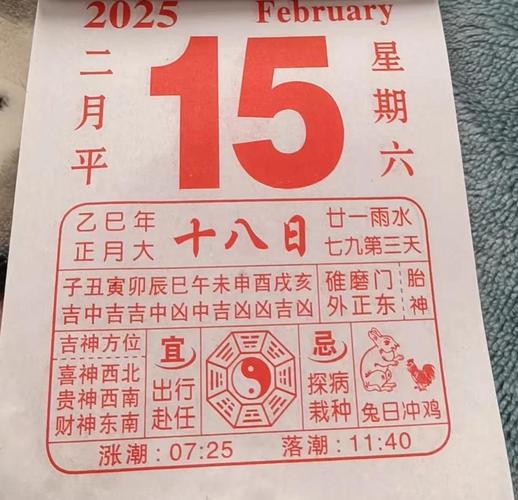 2025 February
二月平
15
星期六
乙巳年
正月大
十八日
廿一雨水
七九第三天
子丑寅卯辰巳午未申酉戌亥
吉中吉吉中凶中吉凶凶吉凶
碓磨门
外正东
胎神
吉神方位
喜神西北
贵神西南
财神东南
宜
出行
赴任
忌
探病
栽种
兔日冲鸡
涨潮:07:25 落潮:11:40